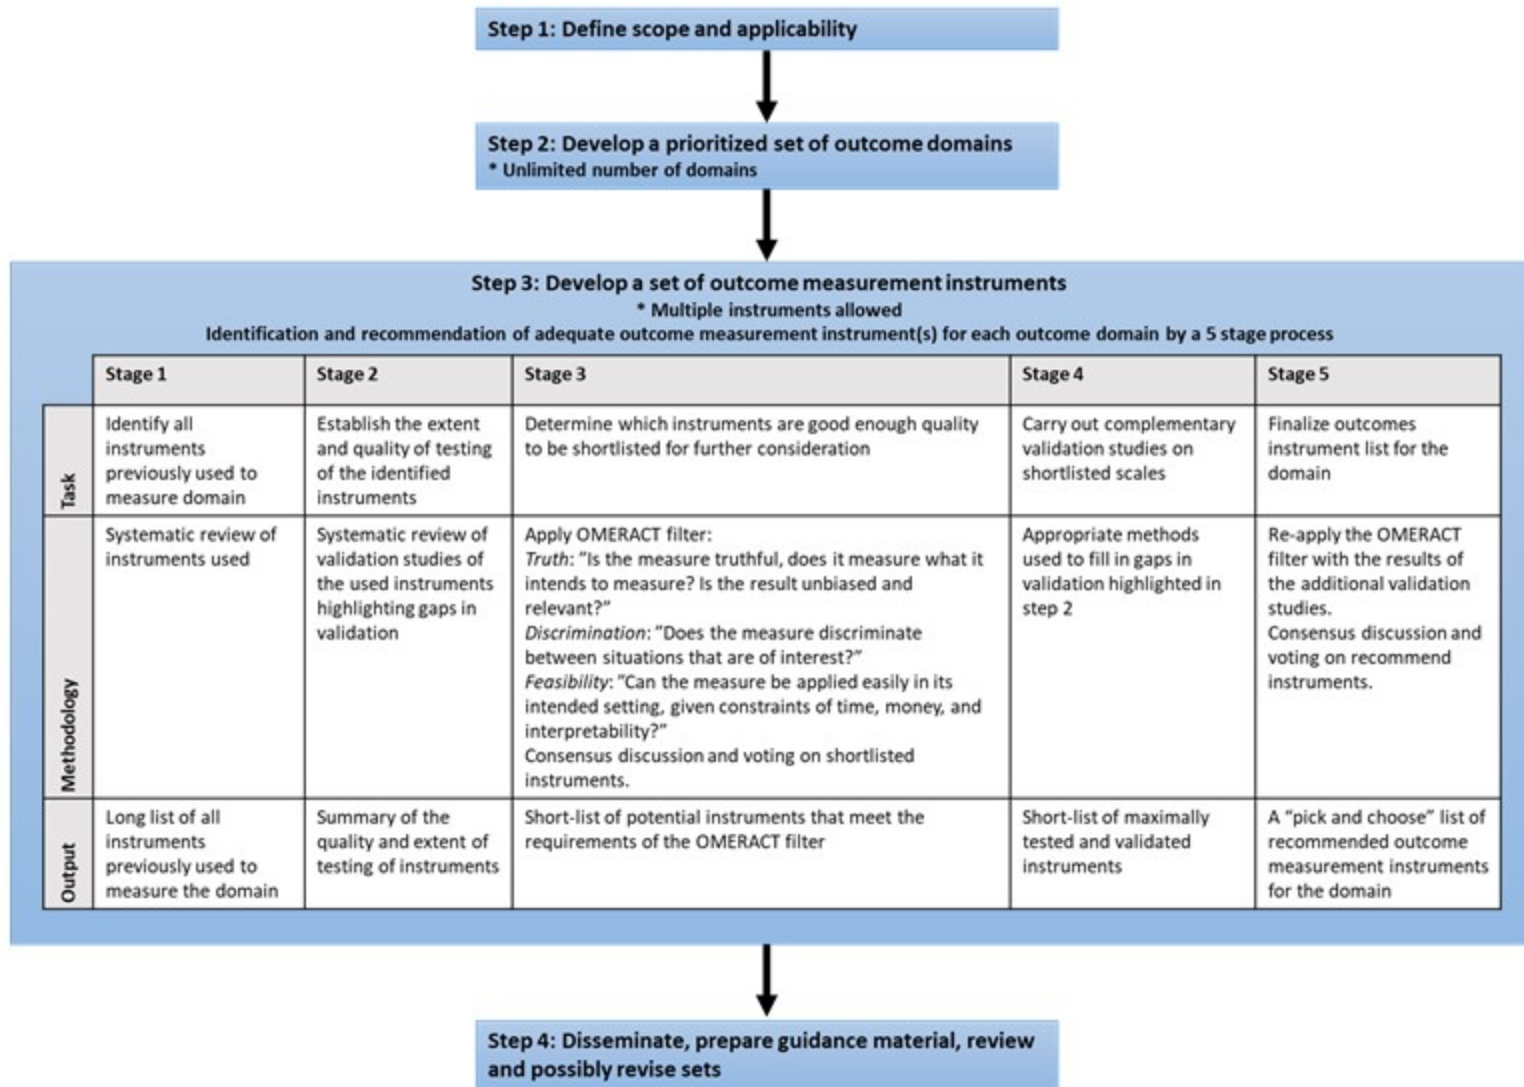 Step 1: Define scope and applicability
Step 2: Develop a prioritized set of outcome domains
* Unlimited number of domains
Step 3: Develop a set of outcome measurement instruments
* Multiple instruments allowed
Identification and recommendation of adequate outcome measurement instrument(s) for each outcome domain by a 5 stage process
Stage 1
Stage 2
Stage 3
Stage 4
Stage 5
Task
Identify all
instruments
previously used to
measure domain
Establish the extent
and quality of testing
of the identified
instruments
Determine which instruments are good enough quality
to be shortlisted for further consideration
Carry out complementary
validation studies on
shortlisted scales
Finalize outcomes
instrument list for the
domain
Methodology
Systematic review of
instruments used
Systematic review of
validation studies of
the used instruments
highlighting gaps in
validation
Apply OMERACT filter:
Truth: "Is the measure truthful, does it measure what it
intends to measure? Is the result unbiased and
relevant?"
Discrimination: "Does the measure discriminate
between situations that are of interest?"
Feasibility: "Can the measure be applied easily in its
intended setting, given constraints of time, money, and
interpretability?"
Consensus discussion and voting on shortlisted
instruments.
Appropriate methods
used to fill in gaps in
validation highlighted in
step 2
Re-apply the OMERACT
filter with the results of
the additional validation
studies.
Consensus discussion and
voting on recommend
instruments.
Output
Long list of all
instruments
previously used to
measure the domain
Summary of the
quality and extent of
testing of instruments
Short-list of potential instruments that meet the
requirements of the OMERACT filter
Short-list of maximally
tested and validated
instruments
A "pick and choose" list of
recommended outcome
measurement instruments
for the domain
Step 4: Disseminate, prepare guidance material, review
and possibly revise sets